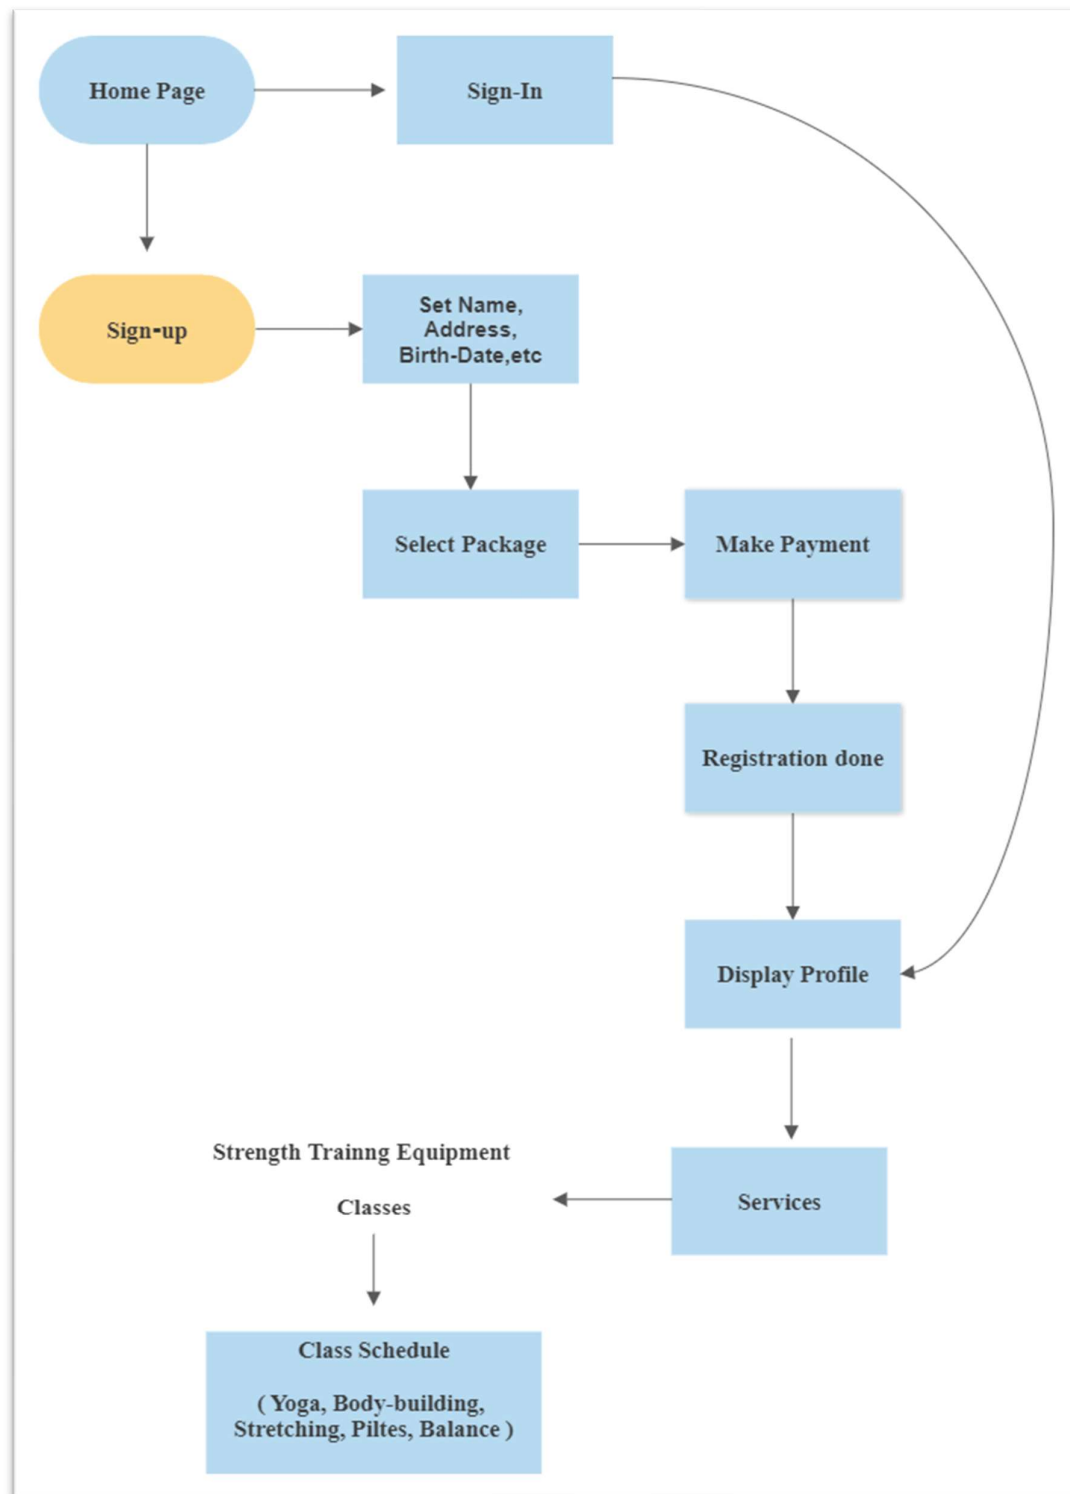 Home Page
Sign-In
Sign-up
Set Name,
Address,
Birth-Date,etc
Select Package
Make Payment
Registration done
Display Profile
Strength Trainng Equipment
Services
Classes
Class Schedule
( Yoga, Body-building,
Stretching, Piltes, Balance )